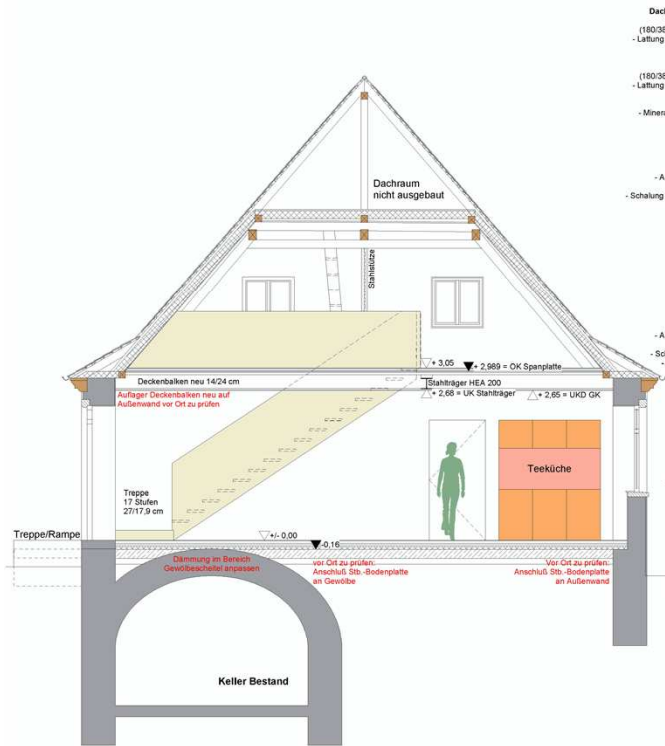 Dac
(180/38
- Lattung
(180/38
- Lattung
- Minera
- A
- Schalung
Dachraum
nicht ausgebaut
Stahlstütze
- A
- Sc
-
+ 3,05
+ 2,989 = OK Spanplatte
Deckenbalken neu 14/24 cm
Stahlträger HEA 200
Auflager Deckenbalken neu auf
Außenwand vor Ort zu prüfen
+ 2,68 = UK Stahlträger
+ 2,65 = UKD GK
Teeküche
Treppe
17 Stufen
27/17,9 cm
Treppe/Rampe
+/- 0,00
-0,16
Dämmung im Bereich
Gewölbescheitel anpassen
vor Ort zu prüfen:
Anschluß Stb.-Bodenplatte
an Gewölbe
Vor Ort zu prüfen:
Anschluß Stb.-Bodenplatte
an Außenwand
Keller Bestand